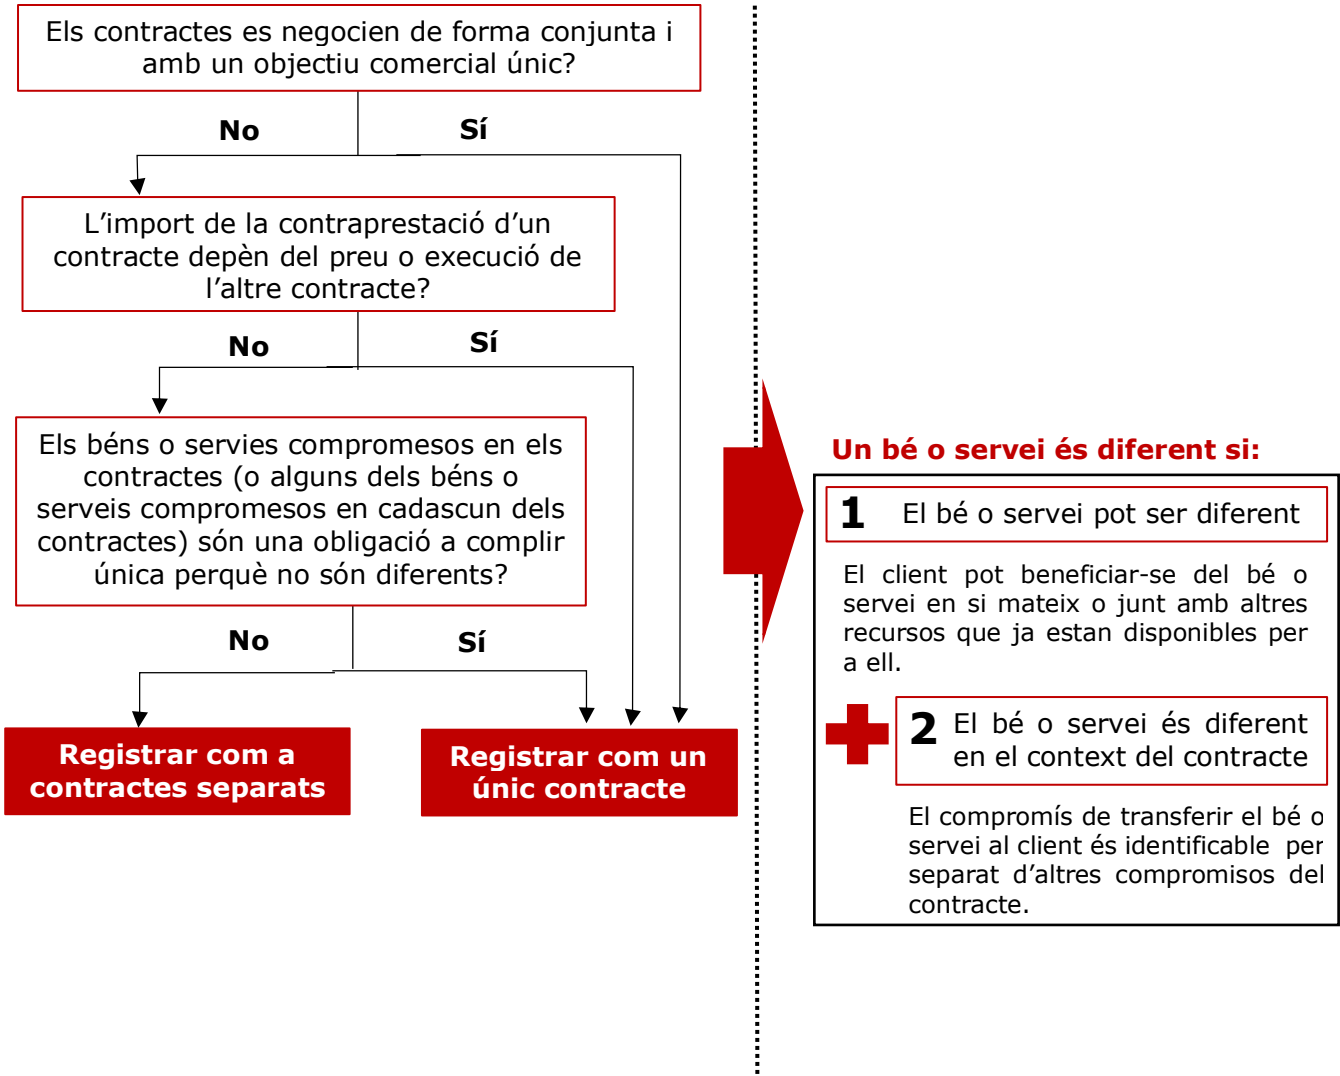 Els contractes es negocien de forma conjunta i
amb un objectiu comercial únic?
No
Sí
L’import de la contraprestació d’un
contracte depèn del preu o execució de
l’altre contracte?
No
Sí
Els béns o servies compromesos en els
contractes (o alguns dels béns o
serveis compromesos en cadascun dels
contractes) són una obligació a complir
única perquè no són diferents?
No
Sí
Registrar com a
contractes separats
Registrar com un
únic contracte
Un bé o servei és diferent si:
1 El bé o servei pot ser diferent
El client pot beneficiar-se del bé o
servei en si mateix o junt amb altres
recursos que ja estan disponibles per
a ell.
2 El bé o servei és diferent
en el context del contracte
El compromís de transferir el bé o
servei al client és identificable per
separat d’altres compromisos del
contracte.